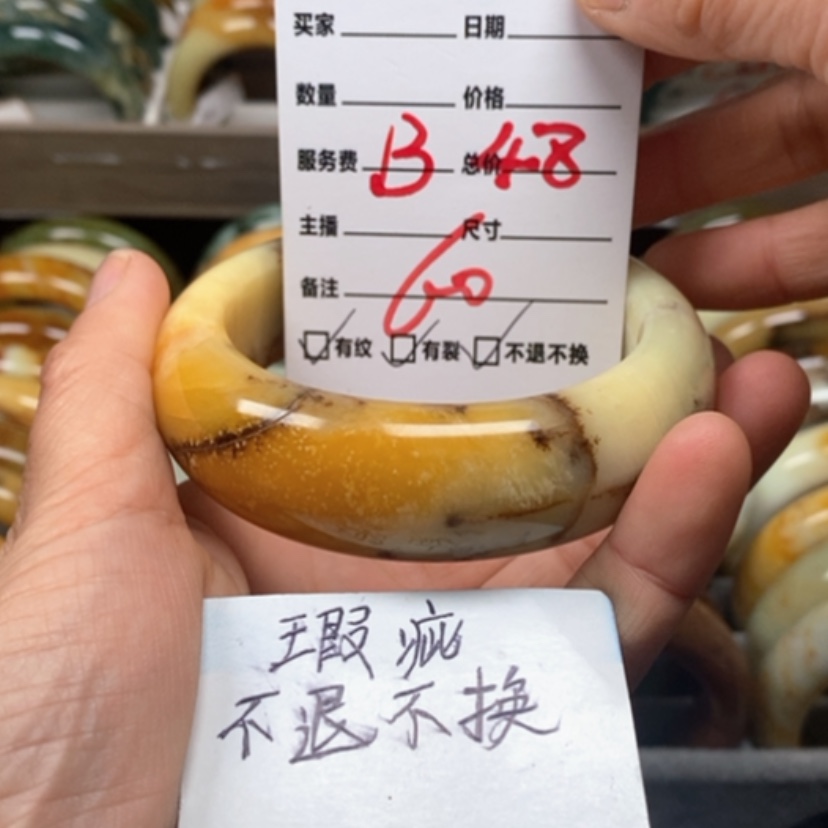 买家 日期
数量 价格
服务费 B 总价 48
主播 尺寸
60
备注
有纹 有裂 不退不换
瑕疵
不退不换